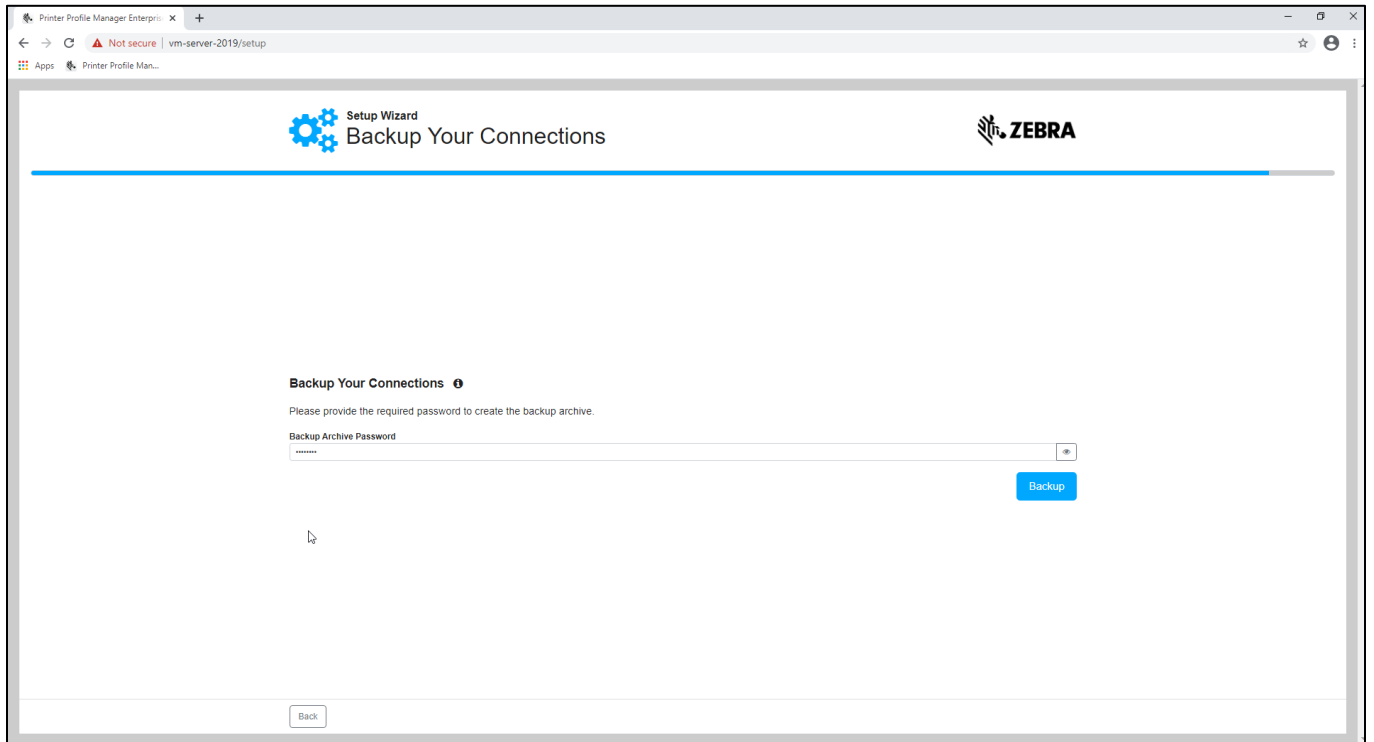 Printer Profile Manager Enterpris
Not secure | vm-server-2019/setup
Apps Printer Profile Man...
Setup Wizard
Backup Your Connections
ZEBRA
Backup Your Connections
Please provide the required password to create the backup archive.
Backup Archive Password
••••••••
Backup
Back